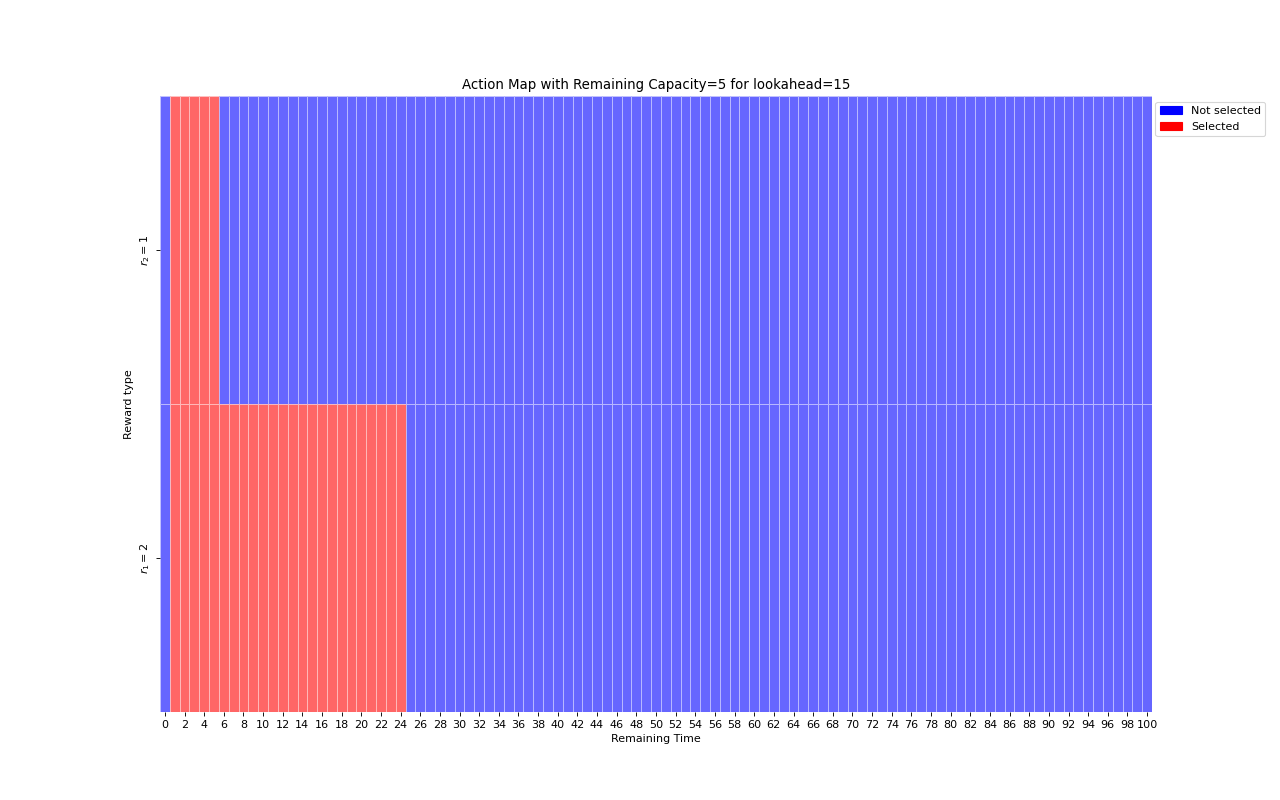 Action Map with Remaining Capacity=5 for lookahead=15
Not selected
Selected
r₂ = 1
Reward type
r₁ = 2
0 2 4 6 8 10 12 14 16 18 20 22 24 26 28 30 32 34 36 38 40 42 44 46 48 50 52 54 56 58 60 62 64 66 68 70 72 74 76 78 80 82 84 86 88 90 92 94 96 98 100
Remaining Time